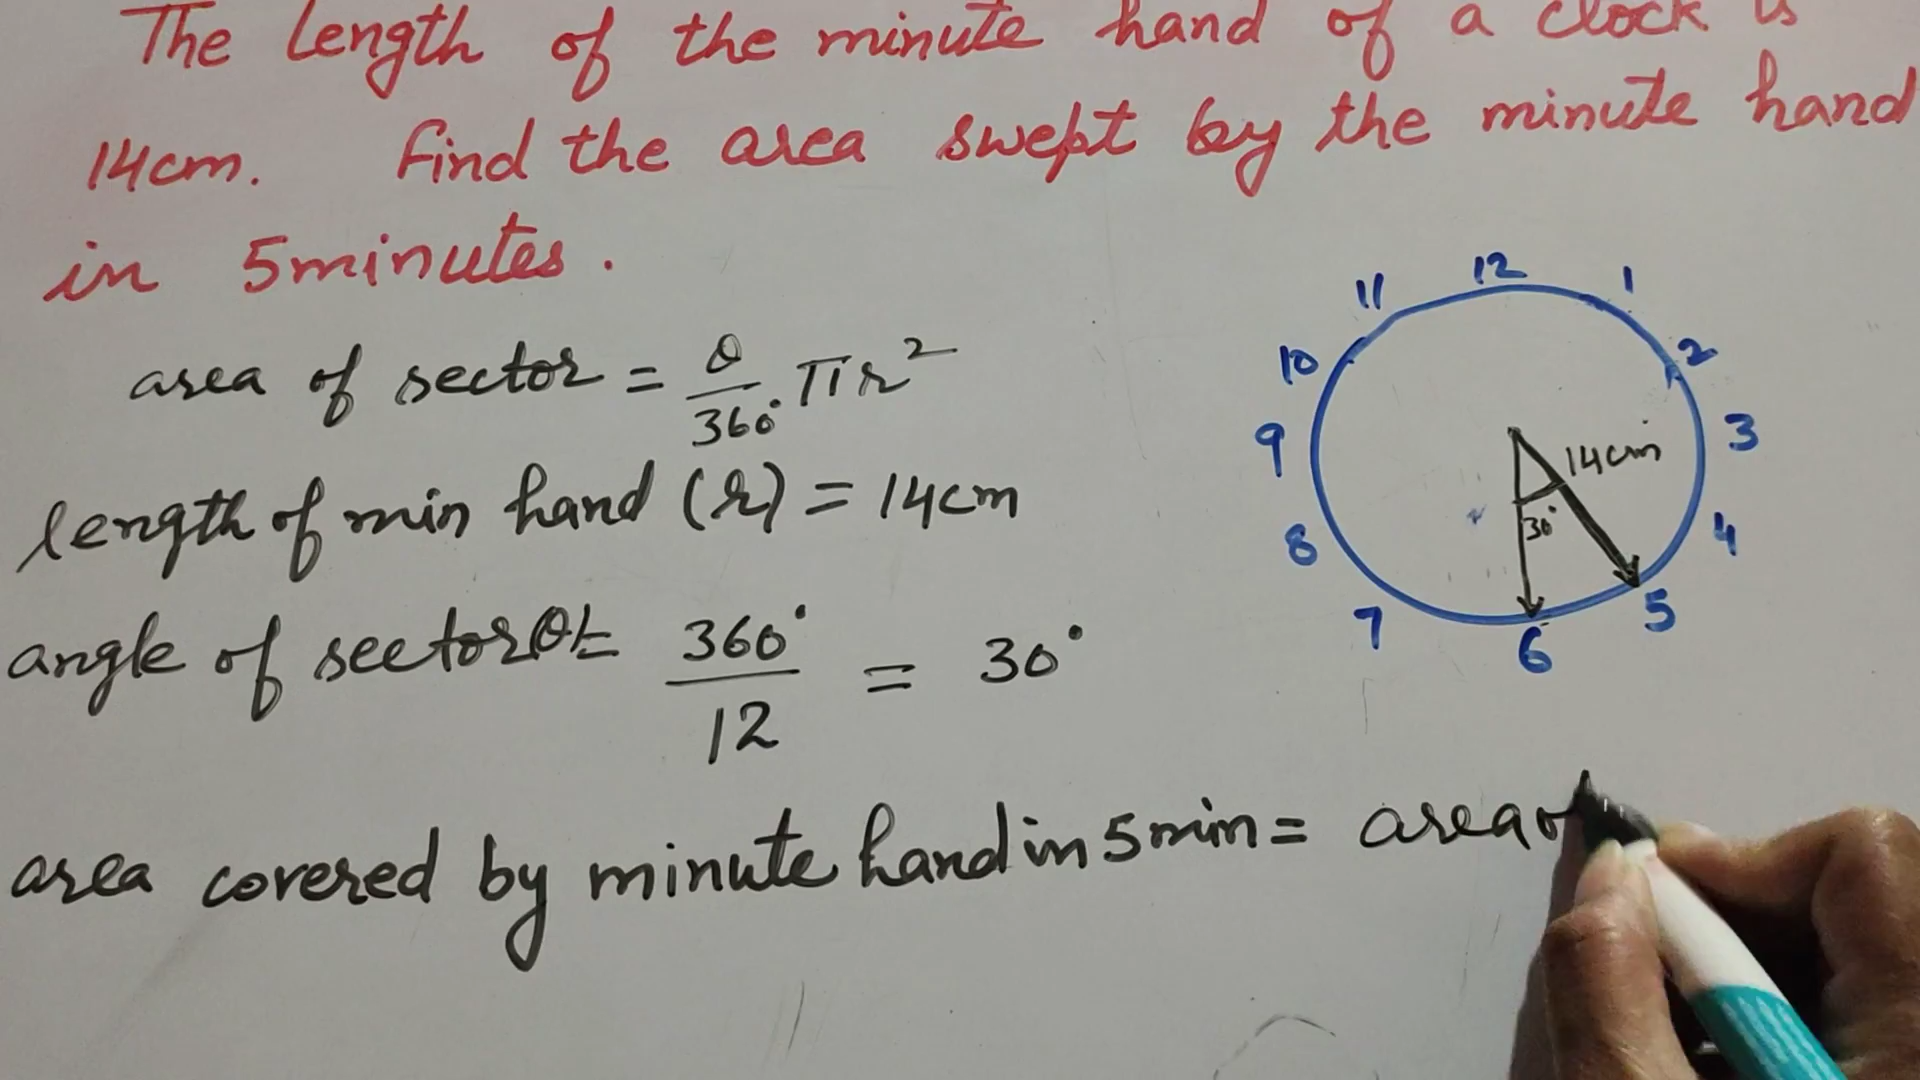 The length of the minute hand of a clock is
14cm. Find the area swept by the minute hand
in 5minutes.
area of sector = θ/360° πr²
length of min hand (r) = 14cm
angle of sector θ = 360°/12 = 30°
area covered by minute hand in 5min = area of
12
1
2
3
4
5
6
7
8
9
10
11
14cm
30°